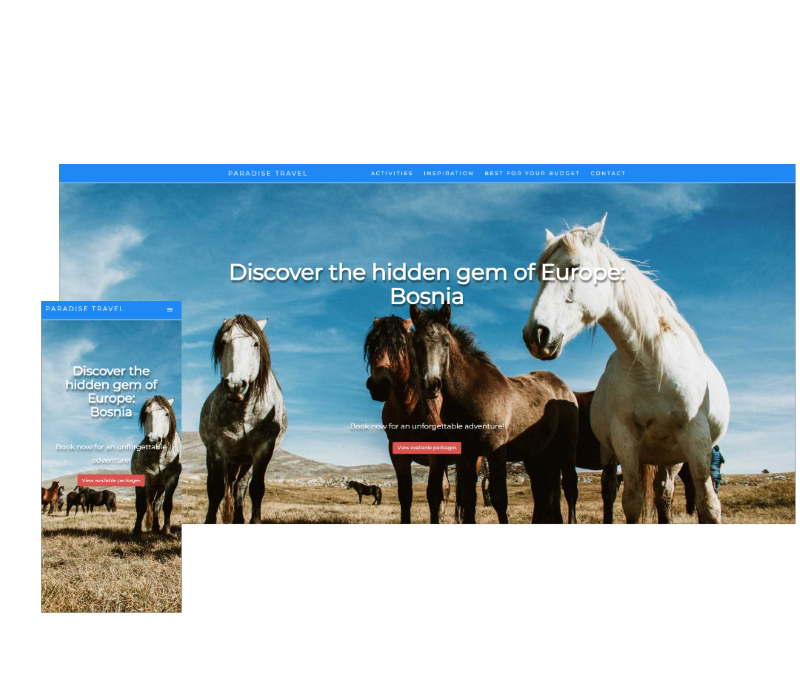 PARADISE TRAVEL
ACTIVITIES INSPIRATION BEST FOR YOUR BUDGET CONTACT
Discover the hidden gem of Europe:
Bosnia
Book now for an unforgettable adventure!
View available packages
PARADISE TRAVEL
Discover the
hidden gem of
Europe:
Bosnia
Book now for an unforgettable
adventure!
View available packages